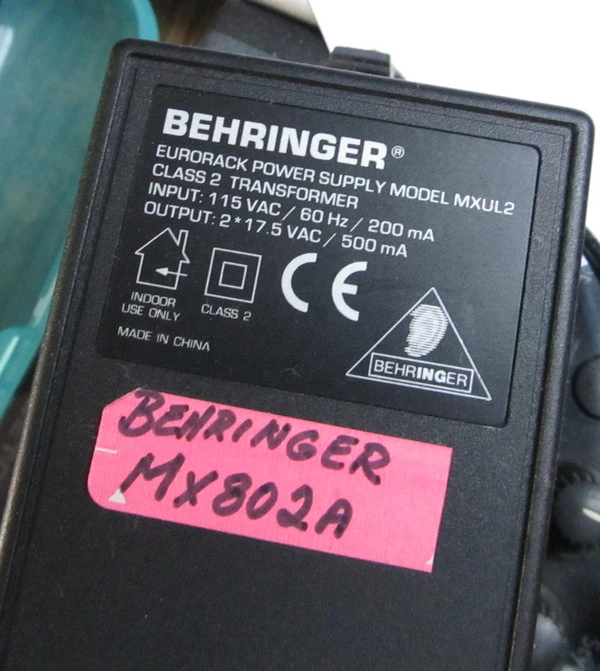 BEHRINGER®
EURORACK POWER SUPPLY MODEL MXUL2
CLASS 2 TRANSFORMER
INPUT: 115 VAC / 60 Hz / 200 mA
OUTPUT: 2*17.5 VAC / 500 mA
INDOOR
USE ONLY
CLASS 2
CE
MADE IN CHINA
BEHRINGER
BEHRINGER
MX802A